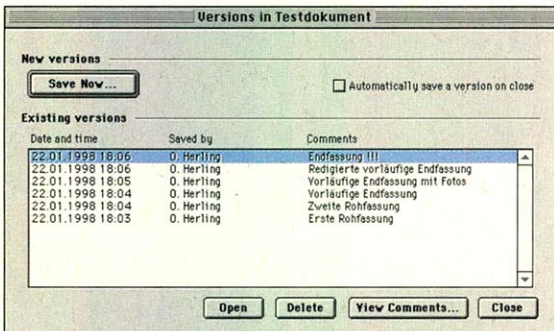 Versions in Testdokument
New versions
Save Now...
Automatically save a version on close
Existing versions
Date and time Saved by Comments
22.01.1998 18:06 O. Herling Endfassung !!!
22.01.1998 18:06 O. Herling Redigierte vorläufige Endfassung
22.01.1998 18:05 O. Herling Vorläufige Endfassung mit Fotos
22.01.1998 18:04 O. Herling Vorläufige Endfassung
22.01.1998 18:04 O. Herling Zweite Rohfassung
22.01.1998 18:03 O. Herling Erste Rohfassung
Open Delete View Comments... Close